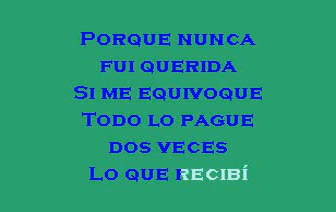 Porque nunca
fui querida
Si me equivoque
Todo lo pague
dos veces
Lo que recibí